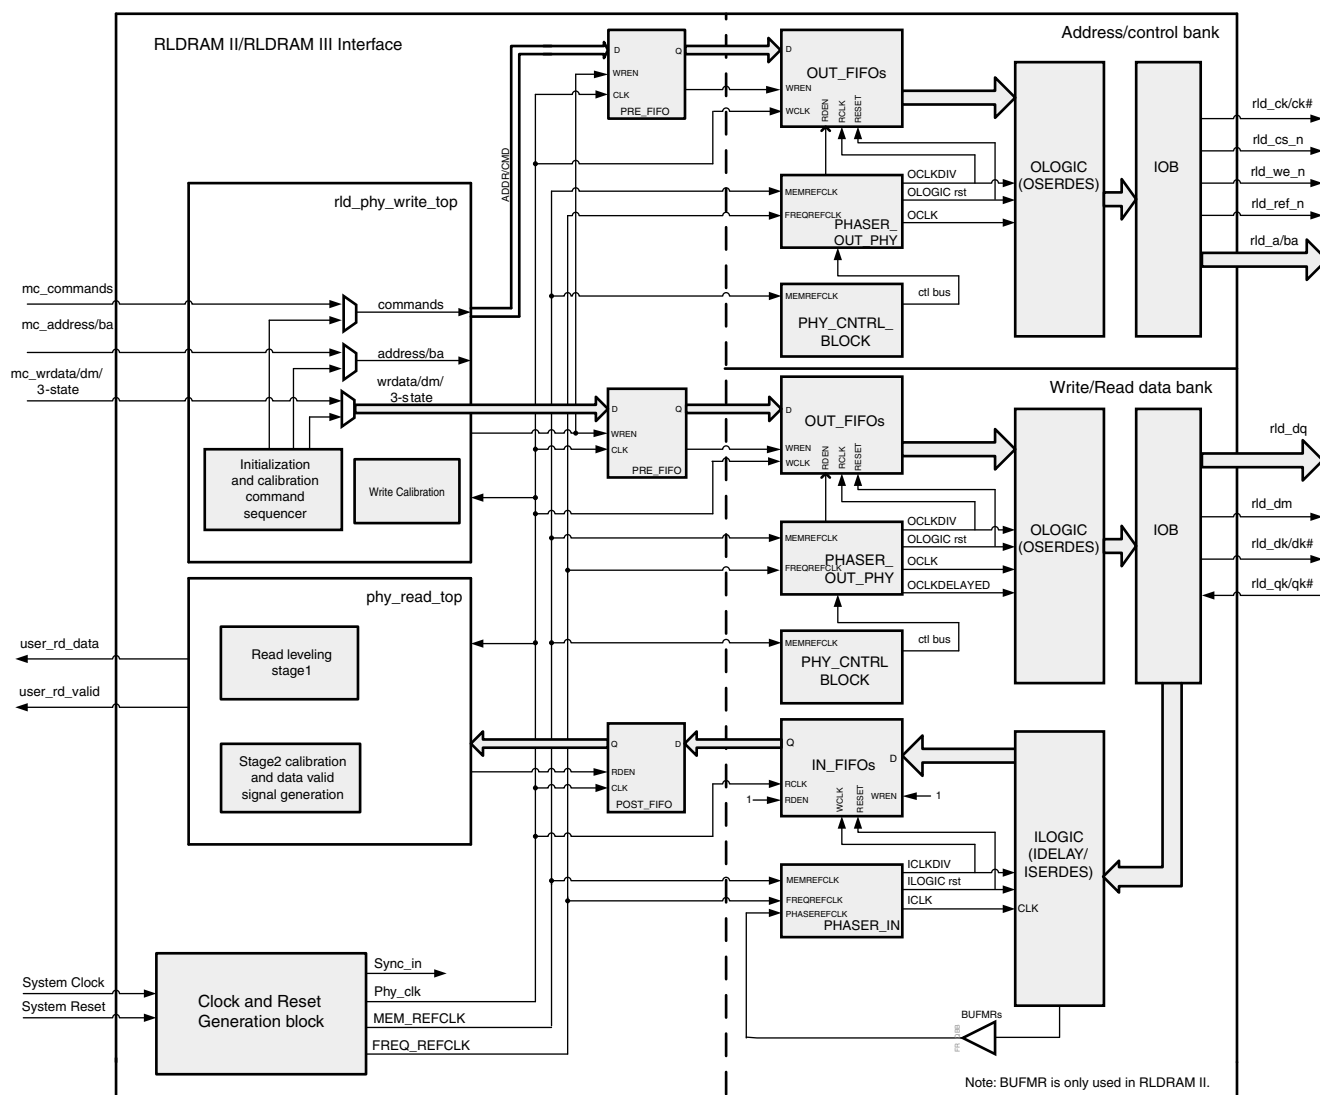 RLDRAM II/RLDRAM III Interface
Address/control bank
D
Q
WREN
CLK
PRE_FIFO
D
OUT_FIFOs
WREN
WCLK
RDEN
RCLK
RESET
OLOGIC
(OSERDES)
IOB
rld_ck/ck#
rld_cs_n
rld_we_n
rld_ref_n
rld_a/ba
ADDR/CMD
MEMREFCLK
FREQREFCLK
PHASER_
OUT_PHY
OCLKDIV
OLOGIC rst
OCLK
ctl bus
MEMREFCLK
PHY_CNTRL_
BLOCK
rld_phy_write_top
mc_commands
mc_address/ba
mc_wrdata/dm/
3-state
commands
address/ba
wrdata/dm/
3-state
Initialization
and calibration
command
sequencer
Write Calibration
Write/Read data bank
D
Q
WREN
CLK
PRE_FIFO
D
OUT_FIFOs
WREN
WCLK
RDEN
RCLK
RESET
OLOGIC
(OSERDES)
IOB
rld_dq
rld_dm
rld_dk/dk#
rld_qk/qk#
MEMREFCLK
FREQREFCLK
PHASER_
OUT_PHY
OCLKDIV
OLOGIC rst
OCLK
OCLKDELAYED
ctl bus
MEMREFCLK
PHY_CNTRL
BLOCK
phy_read_top
user_rd_data
user_rd_valid
Read leveling
stage1
Stage2 calibration
and data valid
signal generation
Q
D
RDEN
CLK
POST_FIFO
Q
D
IN_FIFOs
RCLK
1
RDEN
WCLK
RESET
WREN
1
ILOGIC
(IDELAY/
ISERDES)
CLK
MEMREFCLK
FREQREFCLK
PHASEREFCLK
PHASER_IN
ICLKDIV
ILOGIC rst
ICLK
System Clock
System Reset
Clock and Reset
Generation block
Sync_in
Phy_clk
MEM_REFCLK
FREQ_REFCLK
BUFMRs
Note: BUFMR is only used in RLDRAM II.